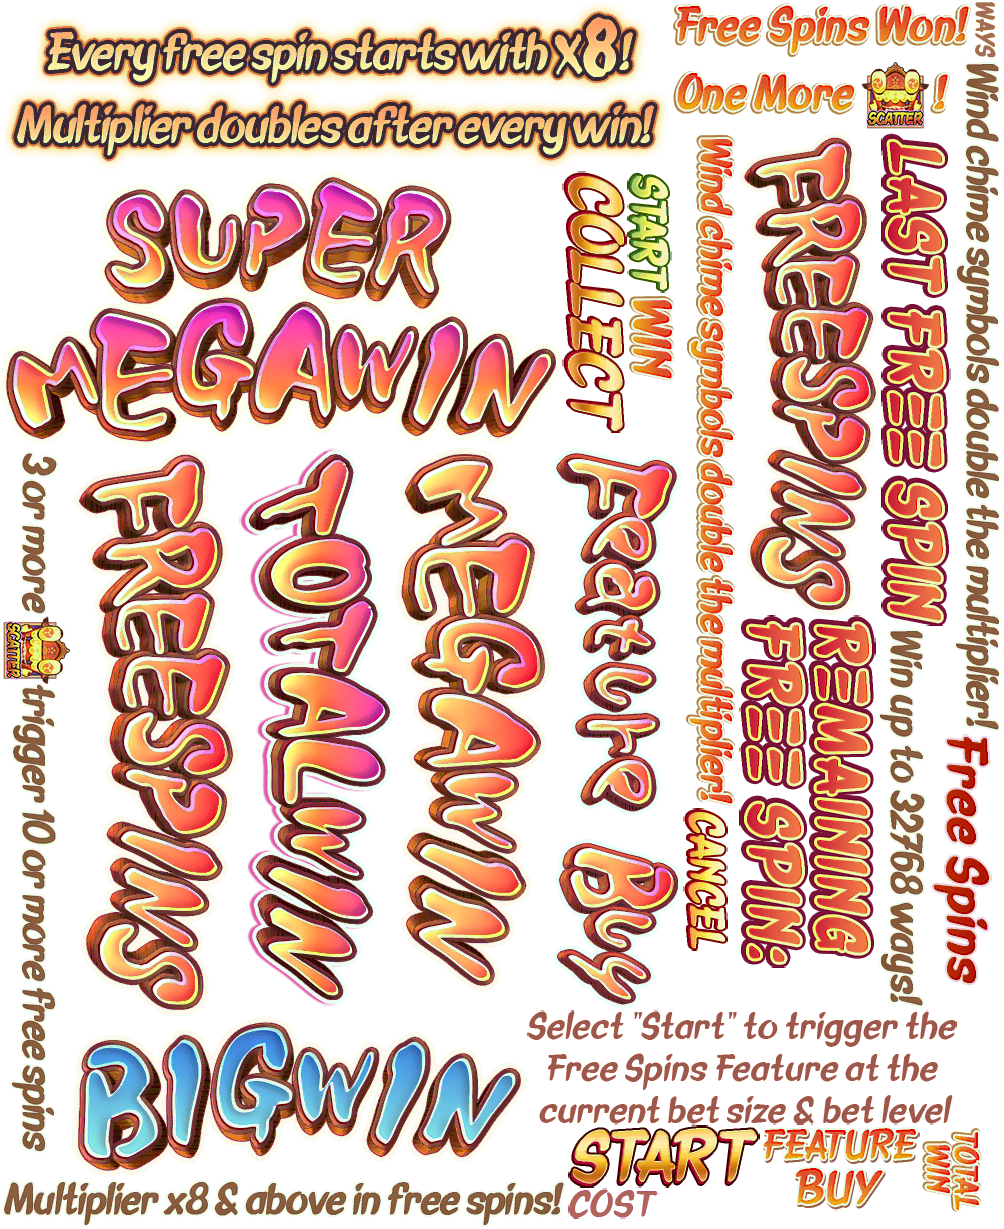 Every free spin starts with x8!
Multiplier doubles after every win!
Free Spins Won!
One More SCATTER !
WAYS
Wind chime symbols double the multiplier!
SUPER
MEGAWIN
START
COLLECT
WIN
Wind chime symbols double the multiplier!
FREESPINS
LAST FREE SPIN
3 or more SCATTER trigger 10 or more free spins
FREESPINS
TOTALWIN
MEGAWIN
Feature Buy
CANCEL
REMAINING
FREE SPIN:
Win up to 32768 ways!
Free Spins
BIGWIN
Select "Start" to trigger the
Free Spins Feature at the
current bet size & bet level
START
FEATURE
BUY
TOTAL
WIN
Multiplier x8 & above in free spins!
COST